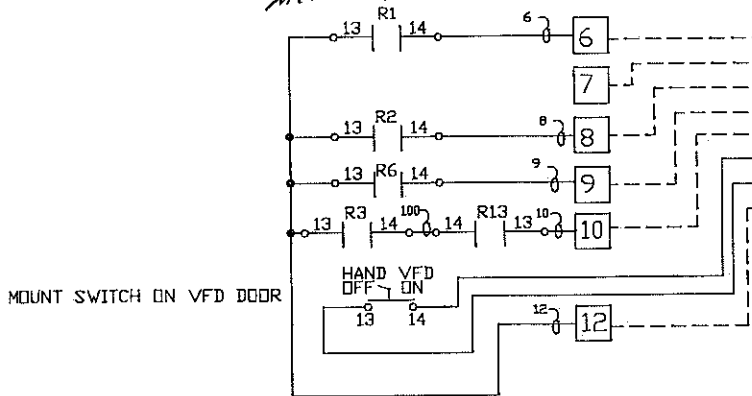 R1
13 14 6 6
7
R2
13 14 8 8
R6
13 14 9 9
R3 100 R13
13 14 14 13 10 10
HAND VFD
OFF ON
MOUNT SWITCH ON VFD DOOR
13 14
12 12